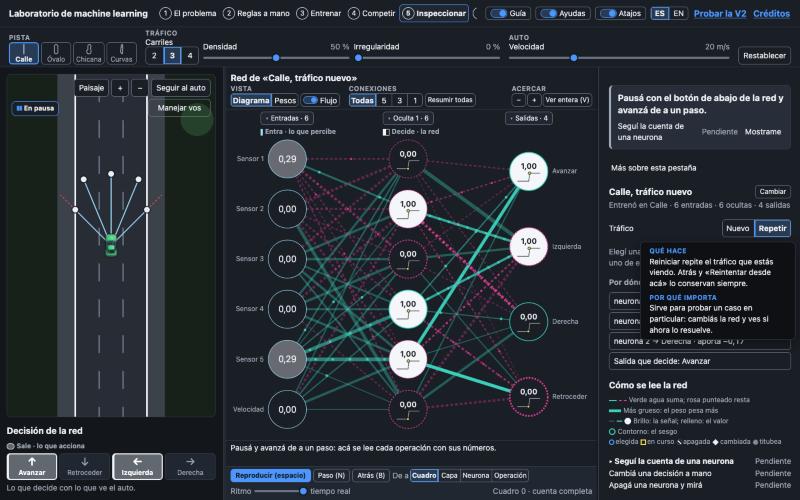 Laboratorio de machine learning
1 El problema
2 Reglas a mano
3 Entrenar
4 Competir
5 Inspeccionar
Guía
Ayudas
Atajos
ES EN
Probar la V2
Créditos
PISTA
Calle
Óvalo
Chicana
Curvas
TRÁFICO
Carriles
2 3 4
Densidad 50 %
Irregularidad 0 %
AUTO
Velocidad 20 m/s
Restablecer
Paisaje + − Seguir al auto
En pausa
Manejar vos
Decisión de la red
Sale · lo que acciona
Avanzar
Retroceder
Izquierda
Derecha
Lo que decide con lo que ve el auto.
Red de «Calle, tráfico nuevo»
VISTA
Diagrama Pesos
Flujo
CONEXIONES
Todas 5 3 1
Resumir todas
ACERCAR
− + Ver entera (V)
Entradas · 6
Oculta 1 · 6
Salidas · 4
Entra · lo que percibe
Decide · la red
Sensor 1 0,29
Sensor 2 0,00
Sensor 3 0,00
Sensor 4 0,00
Sensor 5 0,29
Velocidad 0,00
0,00
1,00
0,00
1,00
1,00
0,00
1,00 Avanzar
1,00 Izquierda
0,00 Derecha
0,00 Retroceder
Pausá y avanzá de a un paso: acá se lee cada operación con sus números.
Reproducir (espacio)
Paso (N)
Atrás (B)
De a Cuadro Capa Neurona Operación
Ritmo tiempo real
Cuadro 0 · cuenta completa
Pausá con el botón de abajo de la red y
avanzá de a un paso.
Seguí la cuenta de
una neurona
Pendiente
Mostrame
Más sobre esta pestaña
Calle, tráfico nuevo
Cambiar
Entrenó en Calle · 6 entradas · 6 ocultas · 4 salidas
Tráfico
Nuevo Repetir
Elegí una
uno de e
Por dónd
QUÉ HACE
Reiniciar repite el tráfico que estás
viendo. Atrás y «Reintentar desde
acá» lo conservan siempre.
POR QUÉ IMPORTA
Sirve para probar un caso en
particular: cambiás la red y ves si
ahora lo resuelve.
neurona
neurona
neurona 2 → Derecha · aporta −0,17
Salida que decide: Avanzar
Cómo se lee la red
Verde agua suma; rosa punteado resta
Más grueso: el peso pesa más
Brillo: la señal; relleno: el valor
Contorno: el sesgo
elegida en curso apagada cambiada titubea
Seguí la cuenta de una neurona Pendiente
Cambiá una decisión a mano Pendiente
Apagá una neurona y mirá Pendiente